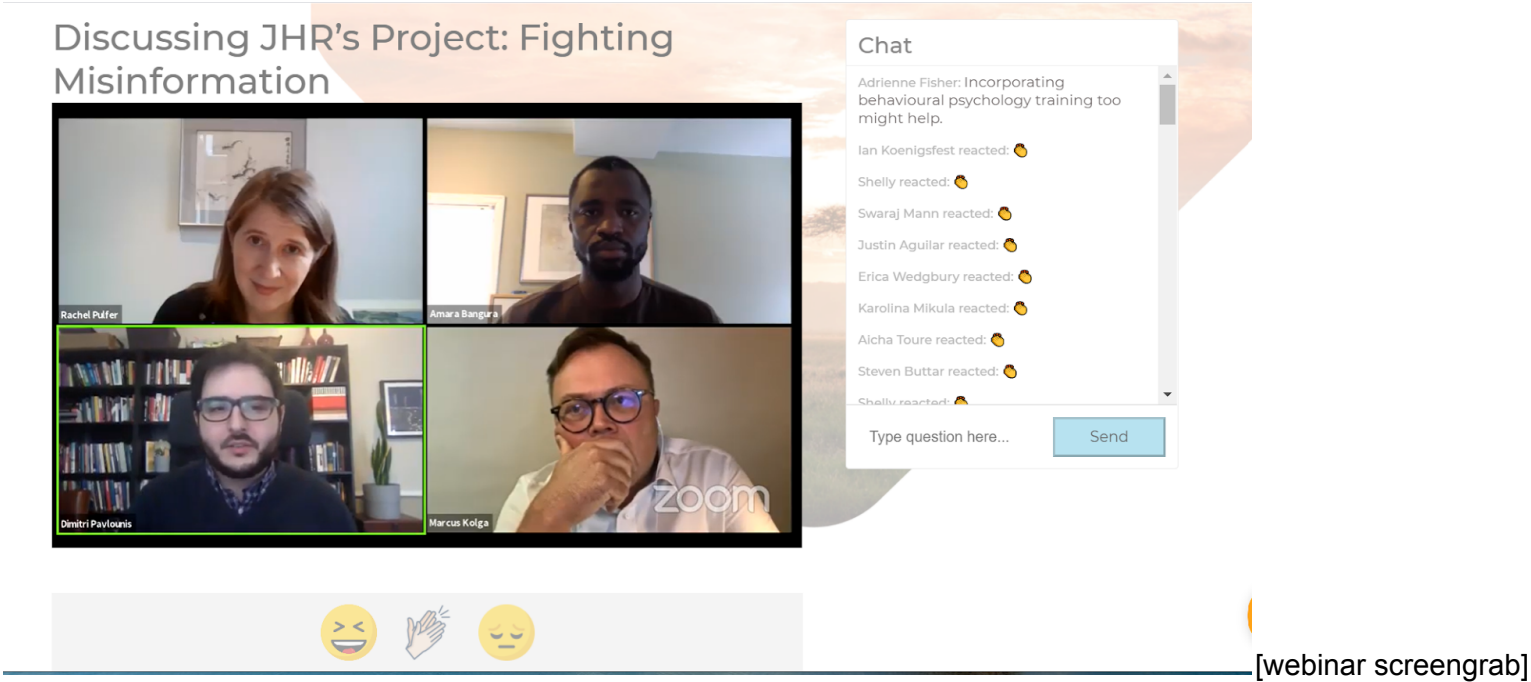 Discussing JHR's Project: Fighting
Misinformation
Rachel Pulfer
Amara Bangura
Dimitri Pavlounis
Marcus Kolga
zoom
Chat
Adrienne Fisher: Incorporating
behavioural psychology training too
might help.
Ian Koenigsfest reacted: 👏
Shelly reacted: 👏
Swaraj Mann reacted: 👏
Justin Aguilar reacted: 👏
Erica Wedgbury reacted: 👏
Karolina Mikula reacted: 👏
Aicha Toure reacted: 👏
Steven Buttar reacted: 👏
Shelly reacted: 👏
Type question here...
Send
[webinar screengrab]